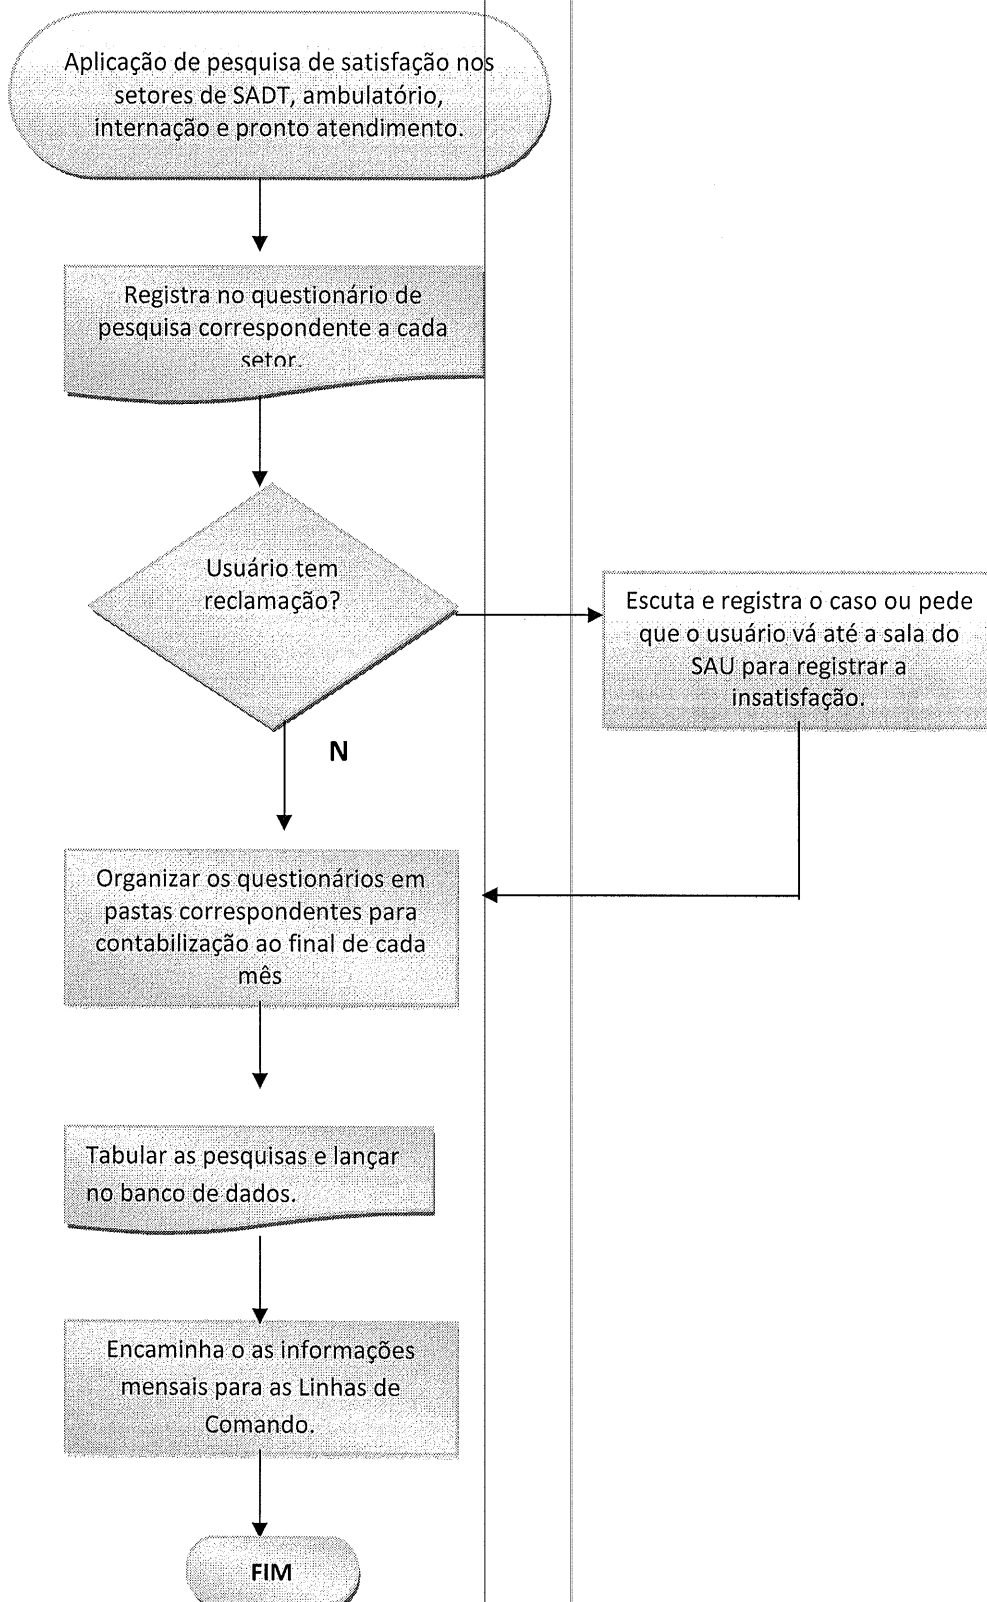 Aplicação de pesquisa de satisfação nos
setores de SADT, ambulatório,
internação e pronto atendimento.
Registra no questionário de
pesquisa correspondente a cada
setor.
Usuário tem
reclamação?
Escuta e registra o caso ou pede
que o usuário vá até a sala do
SAU para registrar a
insatisfação.
N
Organizar os questionários em
pastas correspondentes para
contabilização ao final de cada
mês
Tabular as pesquisas e lançar
no banco de dados.
Encaminha o as informações
mensais para as Linhas de
Comando.
FIM